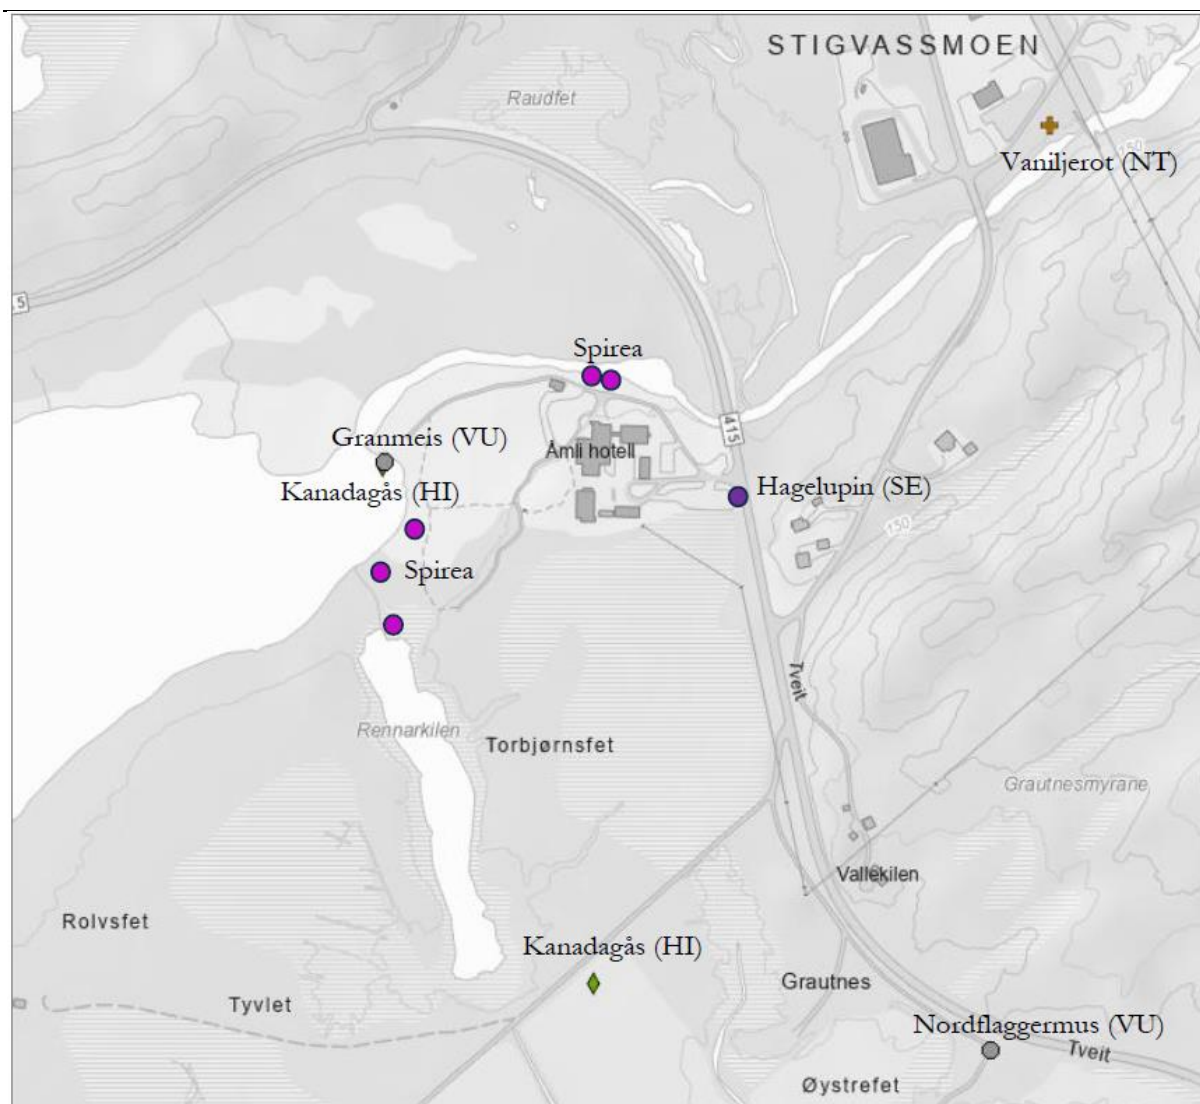 STIGVASSMOEN
Raudfet
150
Vaniljerot (NT)
5
Spirea
415
Granmeis (VU)
Åmli hotell
Kanadagås (HI)
Hagelupin (SE)
150
Spirea
Tveit
Rennarkilen
Torbjørnsfet
Grautnesmyrane
Vallekilen
Rolvsfet
Kanadagås (HI)
Grautnes
Tyvlet
Nordflaggermus (VU)
Tveit
Øystrefet